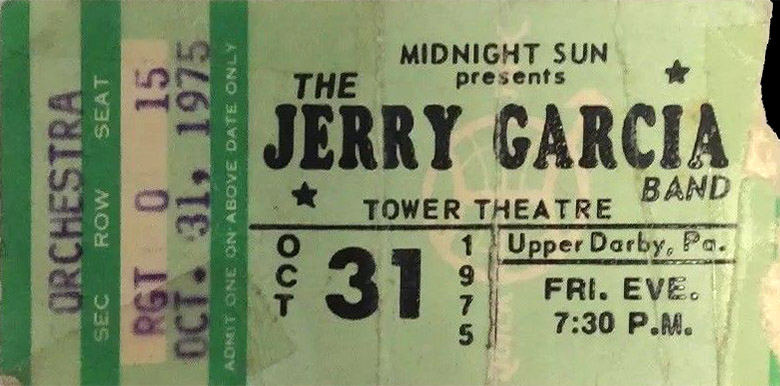 ORCHESTRA
SEC ROW SEAT
RGT O 15
OCT. 31, 1975
ADMIT ONE ON ABOVE DATE ONLY
MIDNIGHT SUN
presents
THE
JERRY GARCIA
BAND
TOWER THEATRE
OCT 31 1975
Upper Darby, Pa.
FRI. EVE.
7:30 P.M.